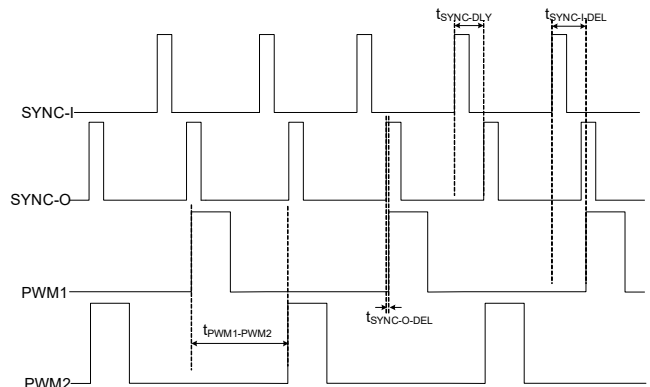 tSYNC-DLY
tSYNC-I-DEL
SYNC-I
SYNC-O
PWM1
tSYNC-O-DEL
tPWM1-PWM2
PWM2